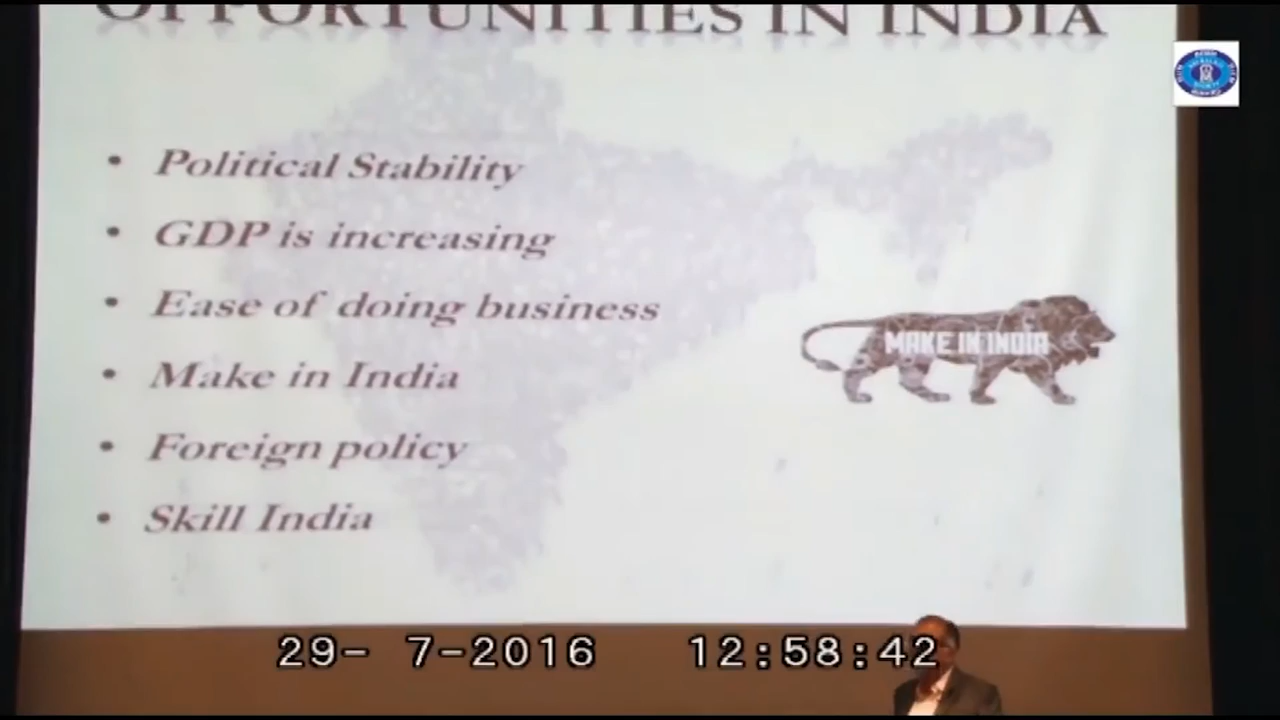 OPPORTUNITIES IN INDIA
• Political Stability
• GDP is increasing
• Ease of doing business
• Make in India
• Foreign policy
• Skill India
MAKE IN INDIA
29- 7-2016 12:58:42